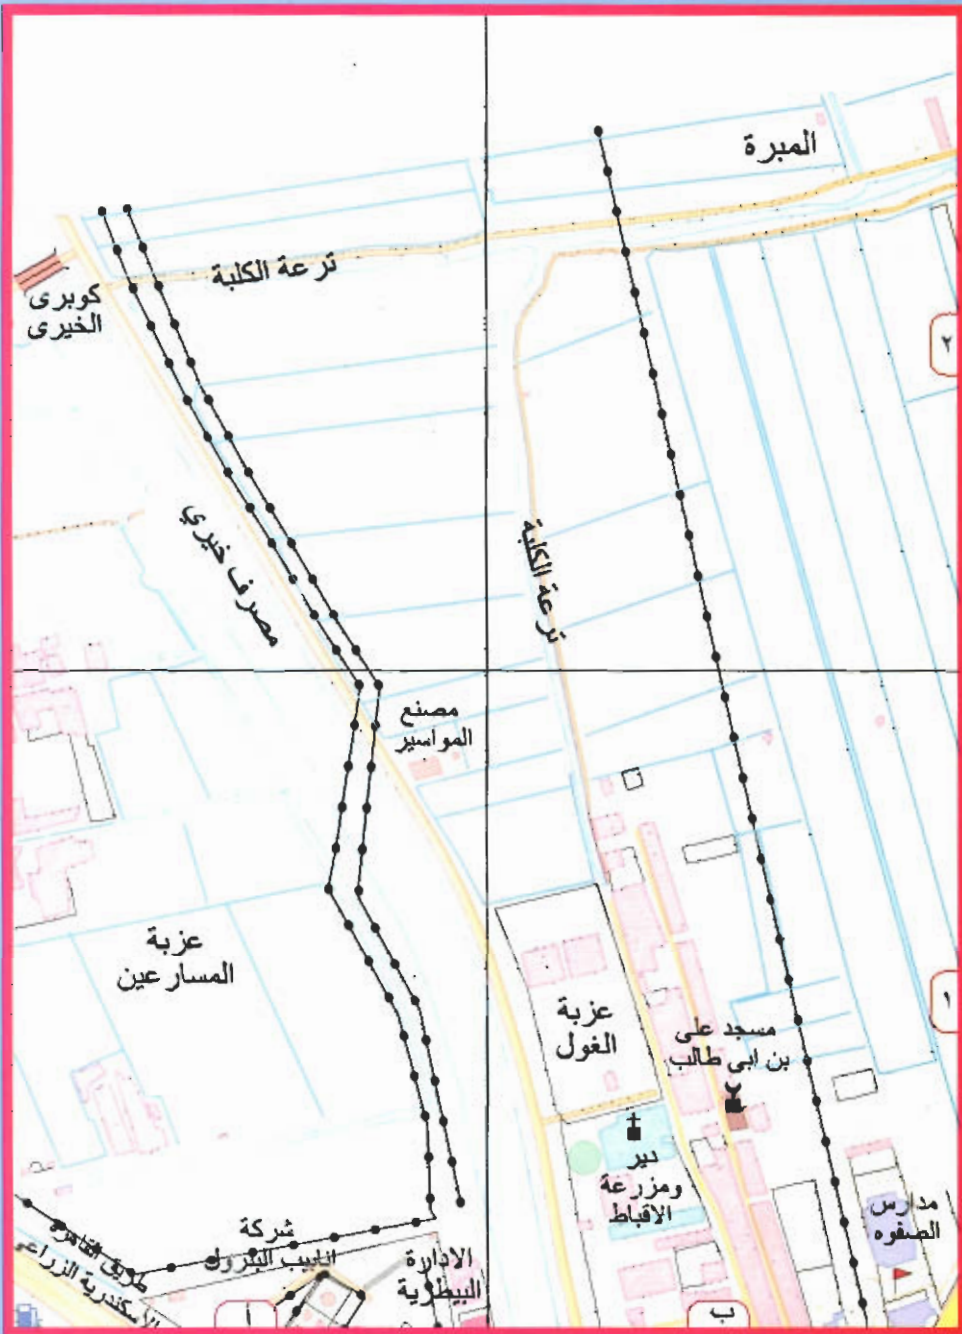 المبرة
ترعة الكلبة
كوبرى
الخيرى
٢
مصرف خيري
ترعة الكلبة
مصنع
المواسير
عزبة
المسارعين
عزبة
الغول
مسجد على
بن ابى طالب
١
دير
ومزرعة
الاقباط
مدارس
الصفوه
شركة
انابيب البترول
الادارة
البيطرية
طريق القاهرة
الاسكندرية الزراعى
أ
ب